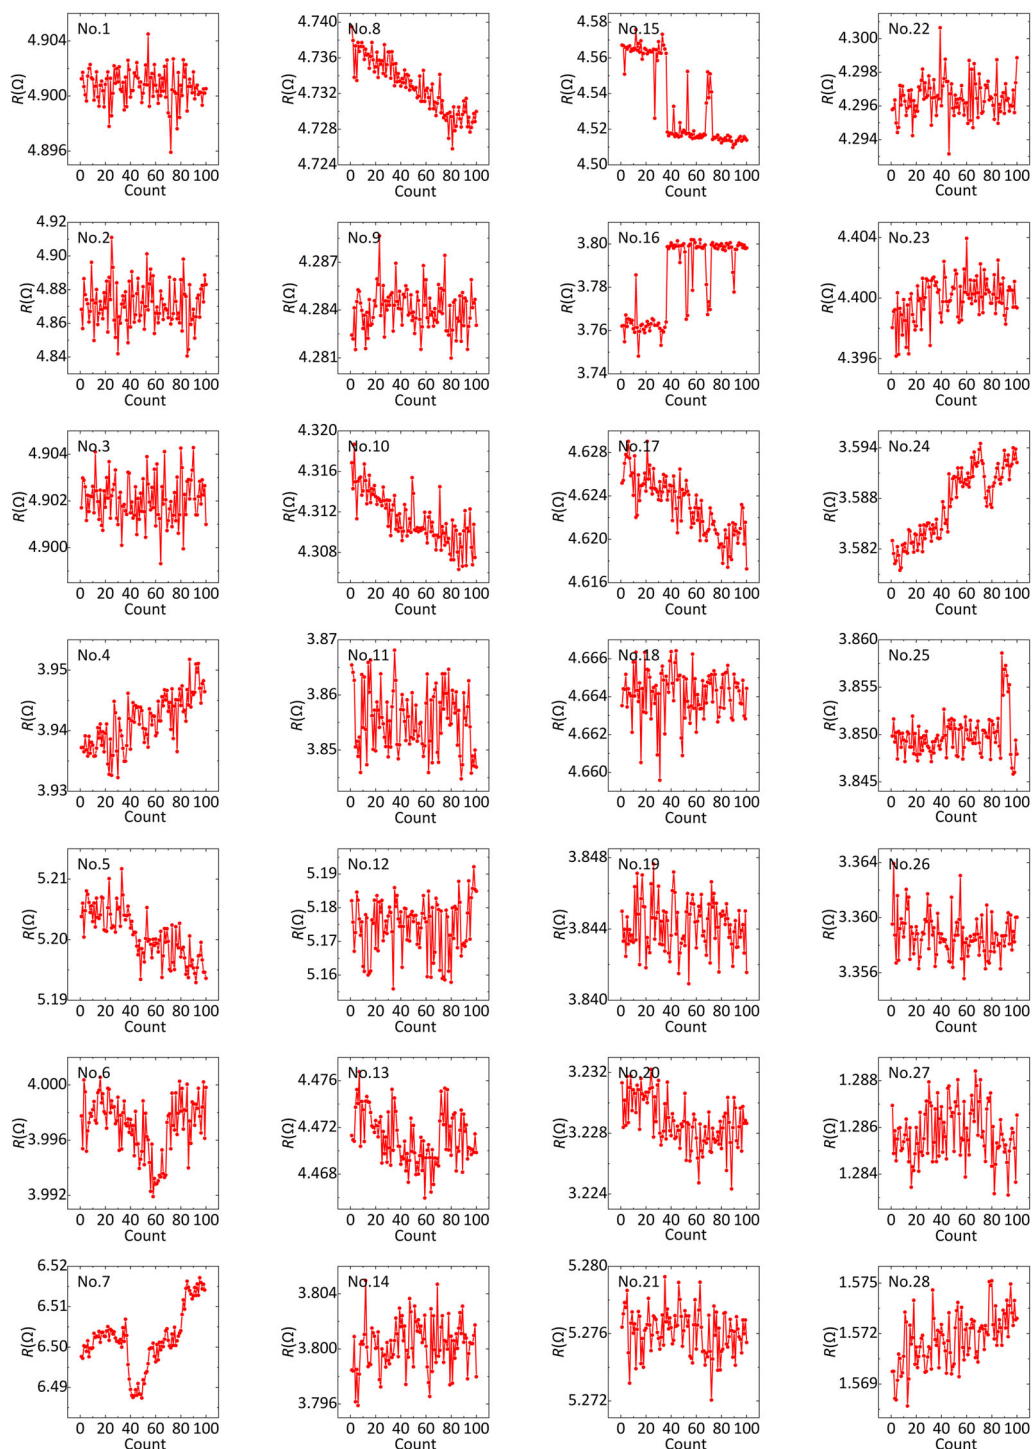 No.1
R(Ω)
4.904
4.900
4.896
0 20 40 60 80 100
Count
No.8
R(Ω)
4.740
4.736
4.732
4.728
4.724
0 20 40 60 80 100
Count
No.15
R(Ω)
4.58
4.56
4.54
4.52
4.50
0 20 40 60 80 100
Count
No.22
R(Ω)
4.300
4.298
4.296
4.294
0 20 40 60 80 100
Count
No.2
R(Ω)
4.92
4.90
4.88
4.86
4.84
0 20 40 60 80 100
Count
No.9
R(Ω)
4.287
4.284
4.281
0 20 40 60 80 100
Count
No.16
R(Ω)
3.80
3.78
3.76
3.74
0 20 40 60 80 100
Count
No.23
R(Ω)
4.404
4.400
4.396
0 20 40 60 80 100
Count
No.3
R(Ω)
4.904
4.902
4.900
0 20 40 60 80 100
Count
No.10
R(Ω)
4.320
4.316
4.312
4.308
0 20 40 60 80 100
Count
No.17
R(Ω)
4.628
4.624
4.620
4.616
0 20 40 60 80 100
Count
No.24
R(Ω)
3.594
3.588
3.582
0 20 40 60 80 100
Count
No.4
R(Ω)
3.95
3.94
3.93
0 20 40 60 80 100
Count
No.11
R(Ω)
3.87
3.86
3.85
0 20 40 60 80 100
Count
No.18
R(Ω)
4.666
4.664
4.662
4.660
0 20 40 60 80 100
Count
No.25
R(Ω)
3.860
3.855
3.850
3.845
0 20 40 60 80 100
Count
No.5
R(Ω)
5.21
5.20
5.19
0 20 40 60 80 100
Count
No.12
R(Ω)
5.19
5.18
5.17
5.16
0 20 40 60 80 100
Count
No.19
R(Ω)
3.848
3.844
3.840
0 20 40 60 80 100
Count
No.26
R(Ω)
3.364
3.360
3.356
0 20 40 60 80 100
Count
No.6
R(Ω)
4.000
3.996
3.992
0 20 40 60 80 100
Count
No.13
R(Ω)
4.476
4.472
4.468
0 20 40 60 80 100
Count
No.20
R(Ω)
3.232
3.228
3.224
0 20 40 60 80 100
Count
No.27
R(Ω)
1.288
1.286
1.284
0 20 40 60 80 100
Count
No.7
R(Ω)
6.52
6.51
6.50
6.49
0 20 40 60 80 100
Count
No.14
R(Ω)
3.804
3.800
3.796
0 20 40 60 80 100
Count
No.21
R(Ω)
5.280
5.276
5.272
0 20 40 60 80 100
Count
No.28
R(Ω)
1.575
1.572
1.569
0 20 40 60 80 100
Count